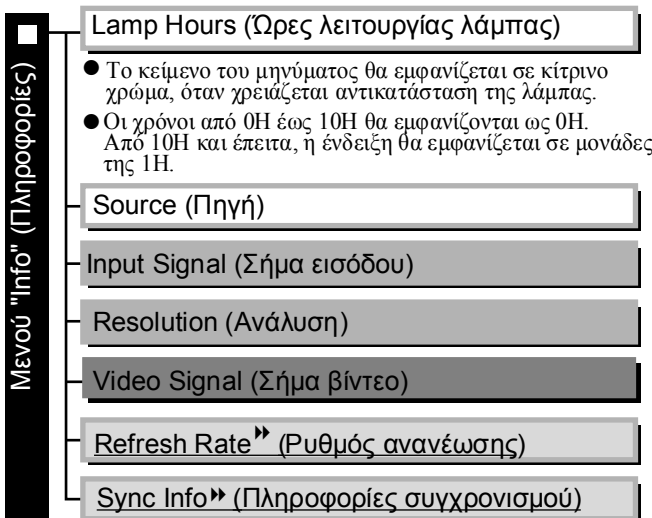 Μενού "Info" (Πληροφορίες)
Lamp Hours (Ώρες λειτουργίας λάμπας)
● Το κείμενο του μηνύματος θα εμφανίζεται σε κίτρινο
χρώμα, όταν χρειάζεται αντικατάσταση της λάμπας.
● Οι χρόνοι από 0H έως 10H θα εμφανίζονται ως 0H.
Από 10H και έπειτα, η ένδειξη θα εμφανίζεται σε μονάδες
της 1H.
Source (Πηγή)
Input Signal (Σήμα εισόδου)
Resolution (Ανάλυση)
Video Signal (Σήμα βίντεο)
Refresh Rate (Ρυθμός ανανέωσης)
Sync Info (Πληροφορίες συγχρονισμού)